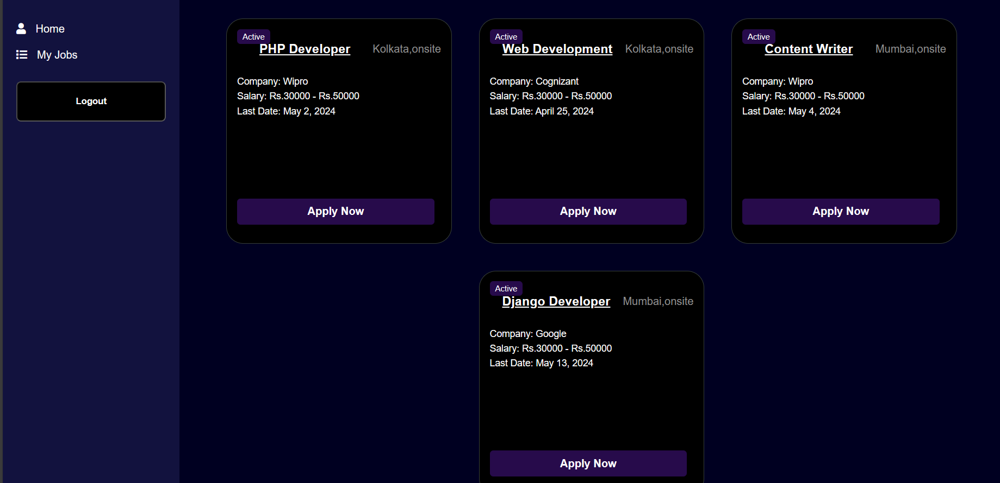 Home
My Jobs
Logout
Active
PHP Developer Kolkata,onsite
Company: Wipro
Salary: Rs.30000 - Rs.50000
Last Date: May 2, 2024
Apply Now
Active
Web Development Kolkata,onsite
Company: Cognizant
Salary: Rs.30000 - Rs.50000
Last Date: April 25, 2024
Apply Now
Active
Content Writer Mumbai,onsite
Company: Wipro
Salary: Rs.30000 - Rs.50000
Last Date: May 4, 2024
Apply Now
Active
Django Developer Mumbai,onsite
Company: Google
Salary: Rs.30000 - Rs.50000
Last Date: May 13, 2024
Apply Now